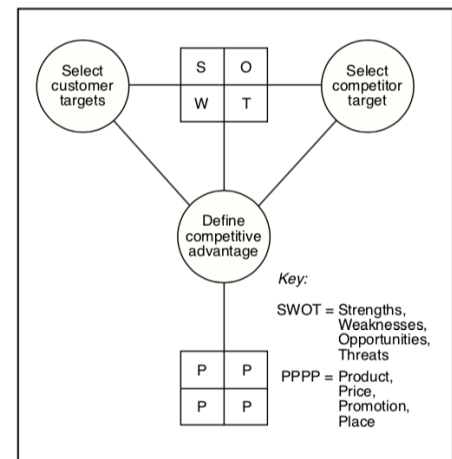 Select
customer
targets
S O
W T
Select
competitor
target
Define
competitive
advantage
Key:
SWOT = Strengths,
Weaknesses,
Opportunities,
Threats
PPPP = Product,
Price,
Promotion,
Place
P P
P P